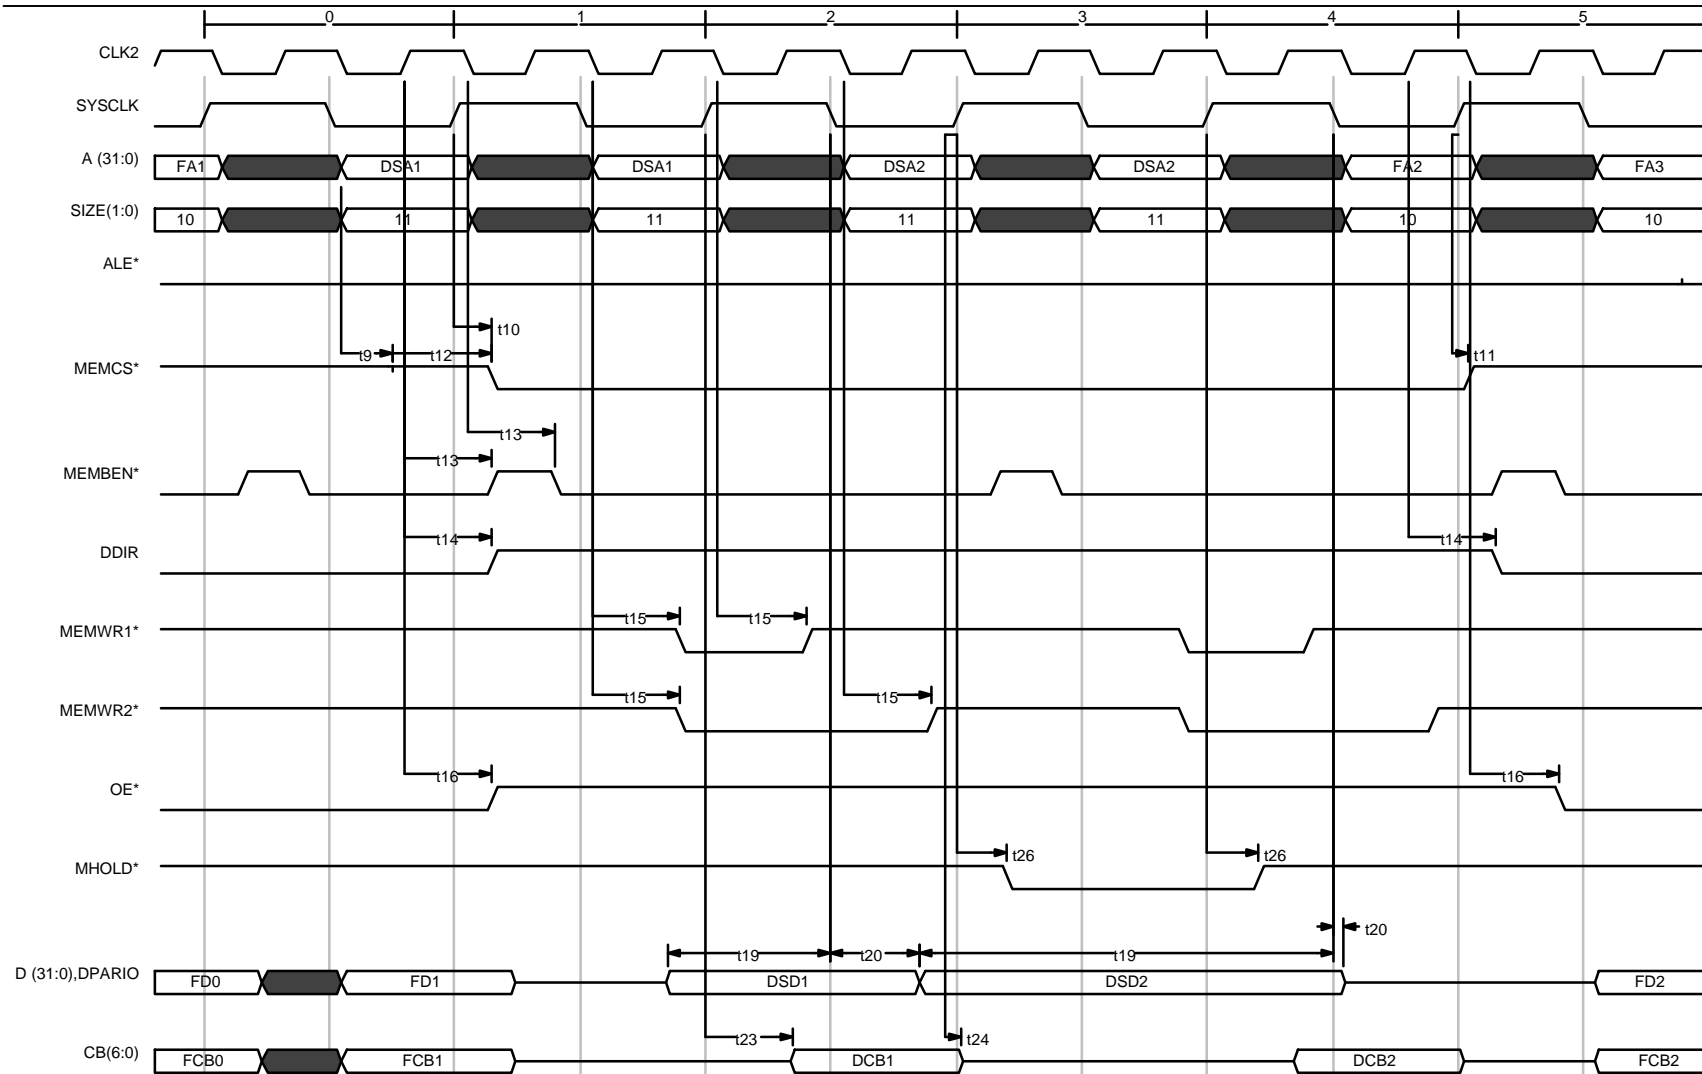 0 1 2 3 4 5
CLK2
SYSCLK
A (31:0) FA1 DSA1 DSA1 DSA2 DSA2 FA2 FA3
SIZE(1:0) 10 11 11 11 11 10 10
ALE*
t10
t9 t12 t11
MEMCS*
t13
t13
MEMBEN*
t14 t14
DDIR
t15 t15
MEMWR1*
t15 t15
MEMWR2*
t16 t16
OE*
t26 t26
MHOLD*
t20
t19 t20 t19
D (31:0),DPARIO FD0 FD1 DSD1 DSD2 FD2
t23 t24
CB(6:0) FCB0 FCB1 DCB1 DCB2 FCB2